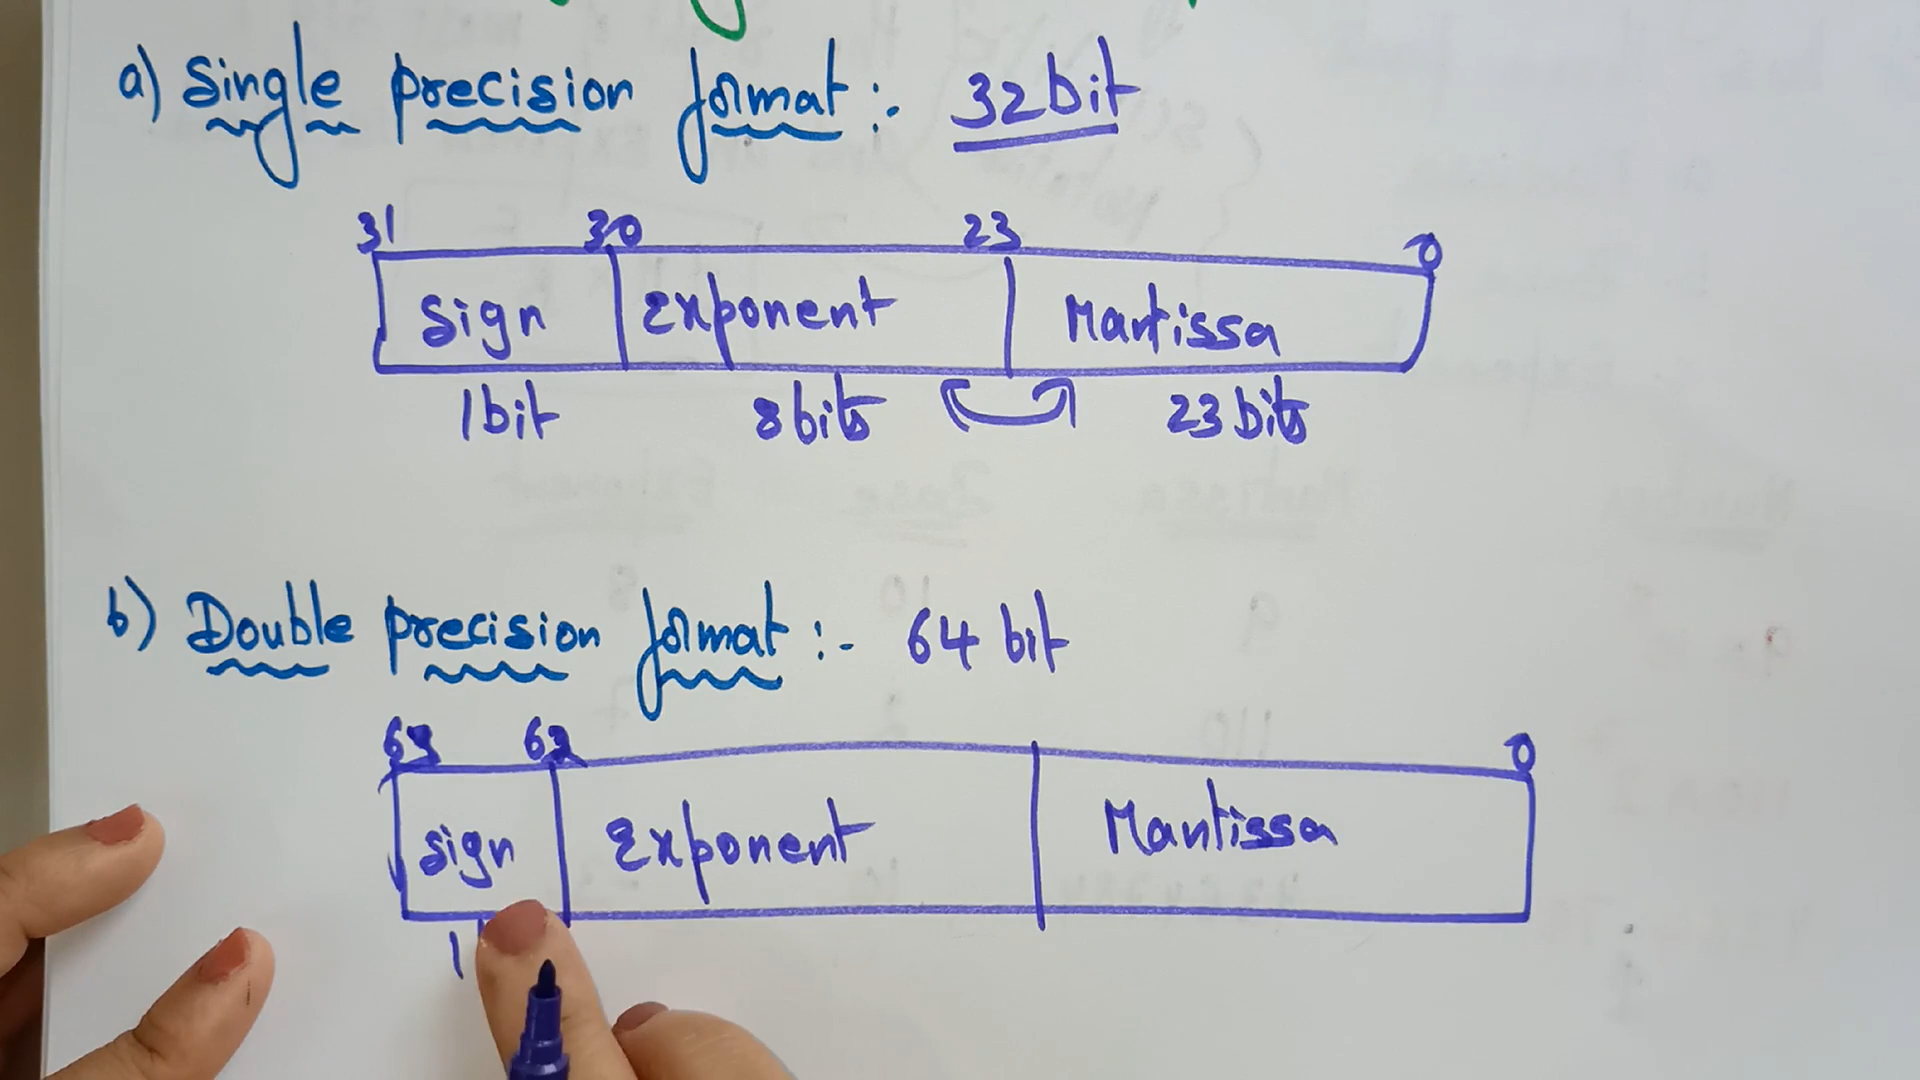 a) Single precision format :- 32 bit
31 30 23 0
Sign Exponent Mantissa
1 bit 8 bits 23 bits
b) Double precision format :- 64 bit
63 62 0
Sign Exponent Mantissa
1